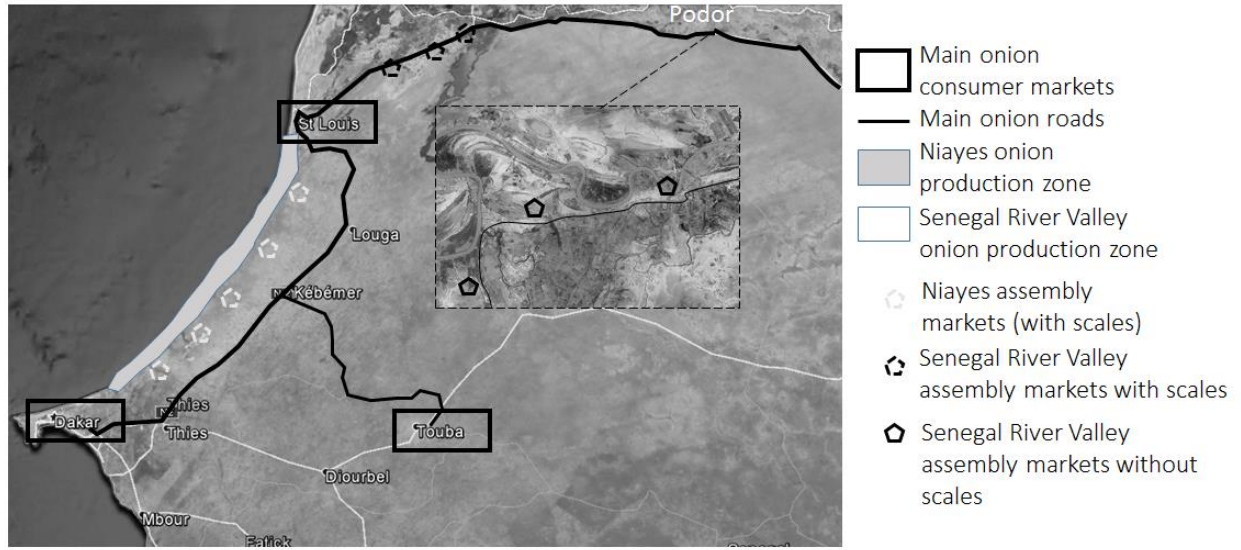 Podor
St Louis
Louga
Kébémer
Thies
Dakar
Thies
Touba
Diourbel
Mbour
Fatick
Main onion
consumer markets
Main onion roads
Niayes onion
production zone
Senegal River Valley
onion production zone
Niayes assembly
markets (with scales)
Senegal River Valley
assembly markets with scales
Senegal River Valley
assembly markets without
scales